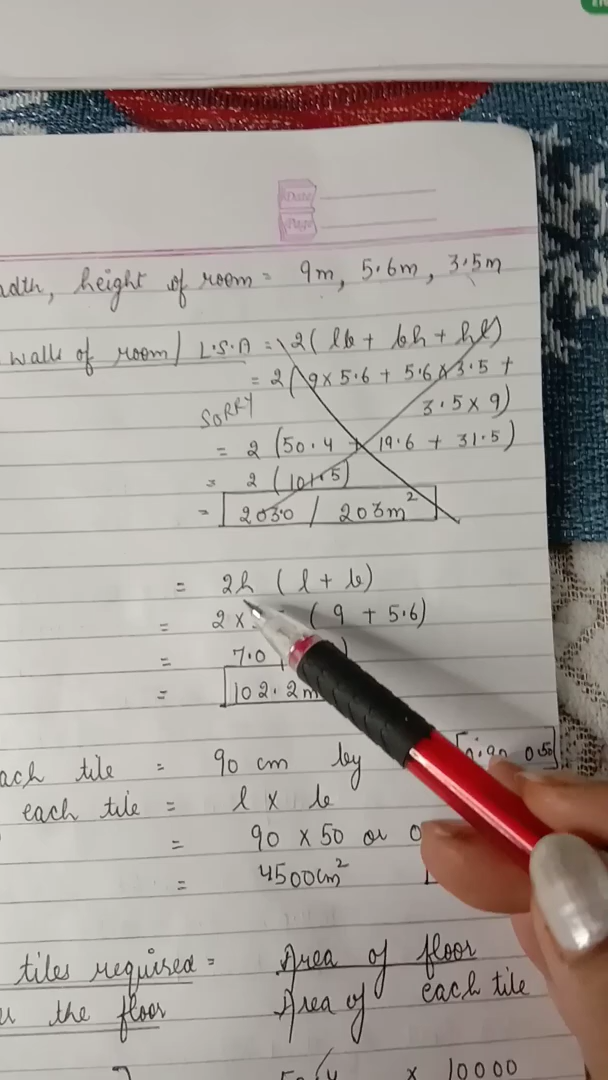 Date
Page
adth, height of room = 9m, 5.6m, 3.5m
walls of room / L.S.A = 2( lb + bh + hl)
= 2 ( 9 x 5.6 + 5.6 x 3.5 +
SORRY 3.5 x 9)
= 2 (50.4 + 19.6 + 31.5)
= 2 (101.5)
= 2030 / 203m²
= 2h ( l + b)
= 2 x ( 9 + 5.6)
= 7.0
= 102.2m
ach tile = 90 cm by
each tile = l x b
= 90 x 50 or 0
= 4500cm²
tiles required = Area of floor
the floor Area of each tile
x 10000